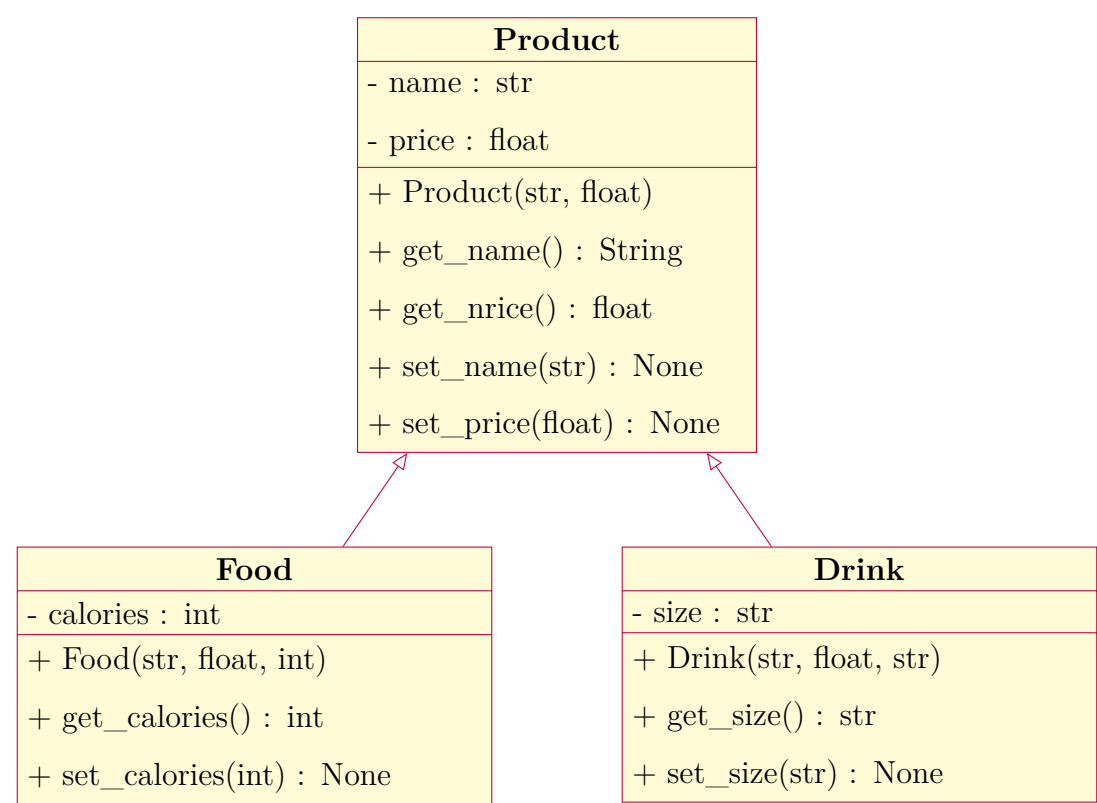 Product
- name : str
- price : float
+ Product(str, float)
+ get_name() : String
+ get_nrice() : float
+ set_name(str) : None
+ set_price(float) : None
Food
- calories : int
+ Food(str, float, int)
+ get_calories() : int
+ set_calories(int) : None
Drink
- size : str
+ Drink(str, float, str)
+ get_size() : str
+ set_size(str) : None